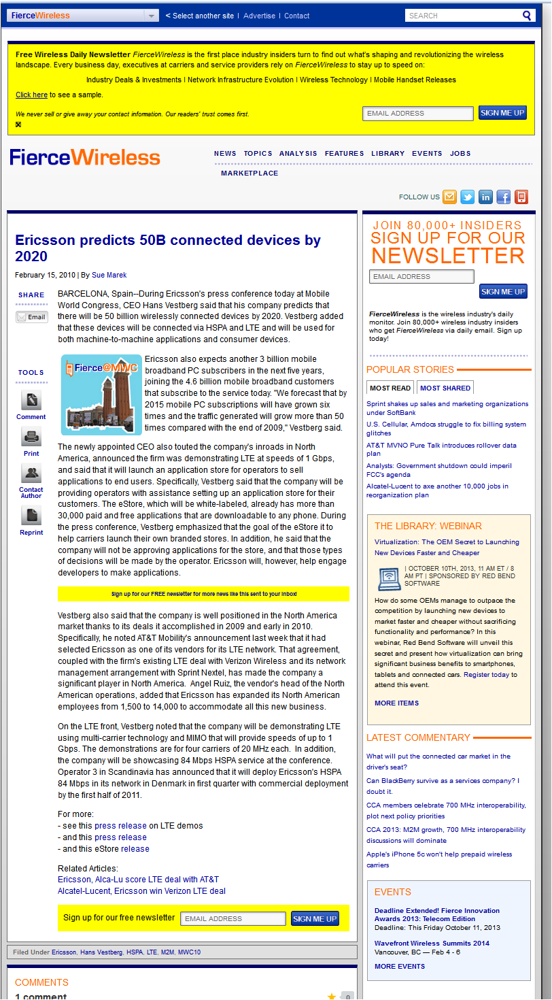 FierceWireless
< Select another site | Advertise | Contact
SEARCH
Free Wireless Daily Newsletter FierceWireless is the first place industry insiders turn to find out what's shaping and revolutionizing the wireless
landscape. Every business day, executives at carriers and service providers rely on FierceWireless to stay up to speed on:
Industry Deals & Investments | Network Infrastructure Evolution | Wireless Technology | Mobile Handset Releases
Click here to see a sample.
We never sell or give away your contact information. Our readers' trust comes first.
EMAIL ADDRESS
SIGN ME UP
FierceWireless
NEWS TOPICS ANALYSIS FEATURES LIBRARY EVENTS JOBS
MARKETPLACE
FOLLOW US
Ericsson predicts 50B connected devices by
2020
February 15, 2010 | By Sue Marek
SHARE
Email
TOOLS
Comment
Print
Contact
Author
Reprint
BARCELONA, Spain--During Ericsson's press conference today at Mobile
World Congress, CEO Hans Vestberg said that his company predicts that
there will be 50 billion wirelessly connected devices by 2020. Vestberg added
that these devices will be connected via HSPA and LTE and will be used for
both machine-to-machine applications and consumer devices.
Fierce@MWC
Ericsson also expects another 3 billion mobile
broadband PC subscribers in the next five years,
joining the 4.6 billion mobile broadband customers
that subscribe to the service today. "We forecast that by
2015 mobile PC subscriptions will have grown six
times and the traffic generated will grow more than 50
times compared with the end of 2009," Vestberg said.
The newly appointed CEO also touted the company's inroads in North
America, announced the firm was demonstrating LTE at speeds of 1 Gbps,
and said that it will launch an application store for operators to sell
applications to end users. Specifically, Vestberg said that the company will be
providing operators with assistance setting up an application store for their
customers. The eStore, which will be white-labeled, already has more than
30,000 paid and free applications that are downloadable to any phone. During
the press conference, Vestberg emphasized that the goal of the eStore it to
help carriers launch their own branded stores. In addition, he said that the
company will not be approving applications for the store, and that those types
of decisions will be made by the operator. Ericsson will, however, help engage
developers to make applications.
Sign up for our FREE newsletter for more news like this sent to your inbox!
Vestberg also said that the company is well positioned in the North America
market thanks to its deals it accomplished in 2009 and early in 2010.
Specifically, he noted AT&T Mobility's announcement last week that it had
selected Ericsson as one of its vendors for its LTE network. That agreement,
coupled with the firm's existing LTE deal with Verizon Wireless and its network
management arrangement with Sprint Nextel, has made the company a
significant player in North America. Angel Ruiz, the vendor's head of the North
American operations, added that Ericsson has expanded its North American
employees from 1,500 to 14,000 to accommodate all this new business.
On the LTE front, Vestberg noted that the company will be demonstrating LTE
using multi-carrier technology and MIMO that will provide speeds of up to 1
Gbps. The demonstrations are for four carriers of 20 MHz each. In addition,
the company will be showcasing 84 Mbps HSPA service at the conference.
Operator 3 in Scandinavia has announced that it will deploy Ericsson's HSPA
84 Mbps in its network in Denmark in first quarter with commercial deployment
by the first half of 2011.
For more:
- see this press release on LTE demos
- and this press release
- and this eStore release
Related Articles:
Ericsson, Alca-Lu score LTE deal with AT&T
Alcatel-Lucent, Ericsson win Verizon LTE deal
Sign up for our free newsletter
EMAIL ADDRESS
SIGN ME UP
Filed Under Ericsson, Hans Vestberg, HSPA, LTE, M2M, MWC10
COMMENTS
1 comment
0
JOIN 80,000+ INSIDERS
SIGN UP FOR OUR
NEWSLETTER
EMAIL ADDRESS
SIGN ME UP
FierceWireless is the wireless industry's daily
monitor. Join 80,000+ wireless industry insiders
who get FierceWireless via daily email. Sign up
today!
POPULAR STORIES
MOST READ
MOST SHARED
Sprint shakes up sales and marketing organizations
under SoftBank
U.S. Cellular, Amdocs struggle to fix billing system
glitches
AT&T MVNO Pure Talk introduces rollover data
plan
Analysts: Government shutdown could imperil
FCC's agenda
Alcatel-Lucent to axe another 10,000 jobs in
reorganization plan
THE LIBRARY: WEBINAR
Virtualization: The OEM Secret to Launching
New Devices Faster and Cheaper
| OCTOBER 10TH, 2013, 11 AM ET / 8
AM PT | SPONSORED BY RED BEND
SOFTWARE
How do some OEMs manage to outpace the
competition by launching new devices to
market faster and cheaper without sacrificing
functionality and performance? In this
webinar, Red Bend Software will unveil this
secret and present how virtualization can bring
significant business benefits to smartphones,
tablets and connected cars. Register today to
attend this event.
MORE ITEMS
LATEST COMMENTARY
What will put the connected car market in the
driver's seat?
Can BlackBerry survive as a services company? I
doubt it.
CCA members celebrate 700 MHz interoperability,
plot next policy priorities
CCA 2013: M2M growth, 700 MHz interoperability
discussions will dominate
Apple's iPhone 5c won't help prepaid wireless
carriers
EVENTS
Deadline Extended! Fierce Innovation
Awards 2013: Telecom Edition
Deadline: This Friday October 11, 2013
Wavefront Wireless Summits 2014
Vancouver, BC — Feb 4 - 6
MORE EVENTS